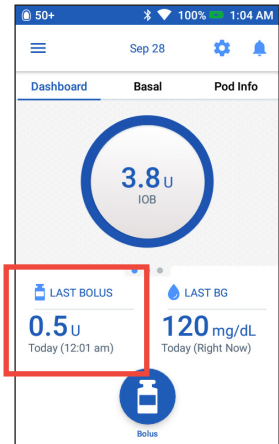 50+ 100% 1:04 AM
Sep 28
Dashboard Basal Pod Info
3.8 U
IOB
LAST BOLUS LAST BG
0.5 U 120 mg/dL
Today (12:01 am) Today (Right Now)
Bolus